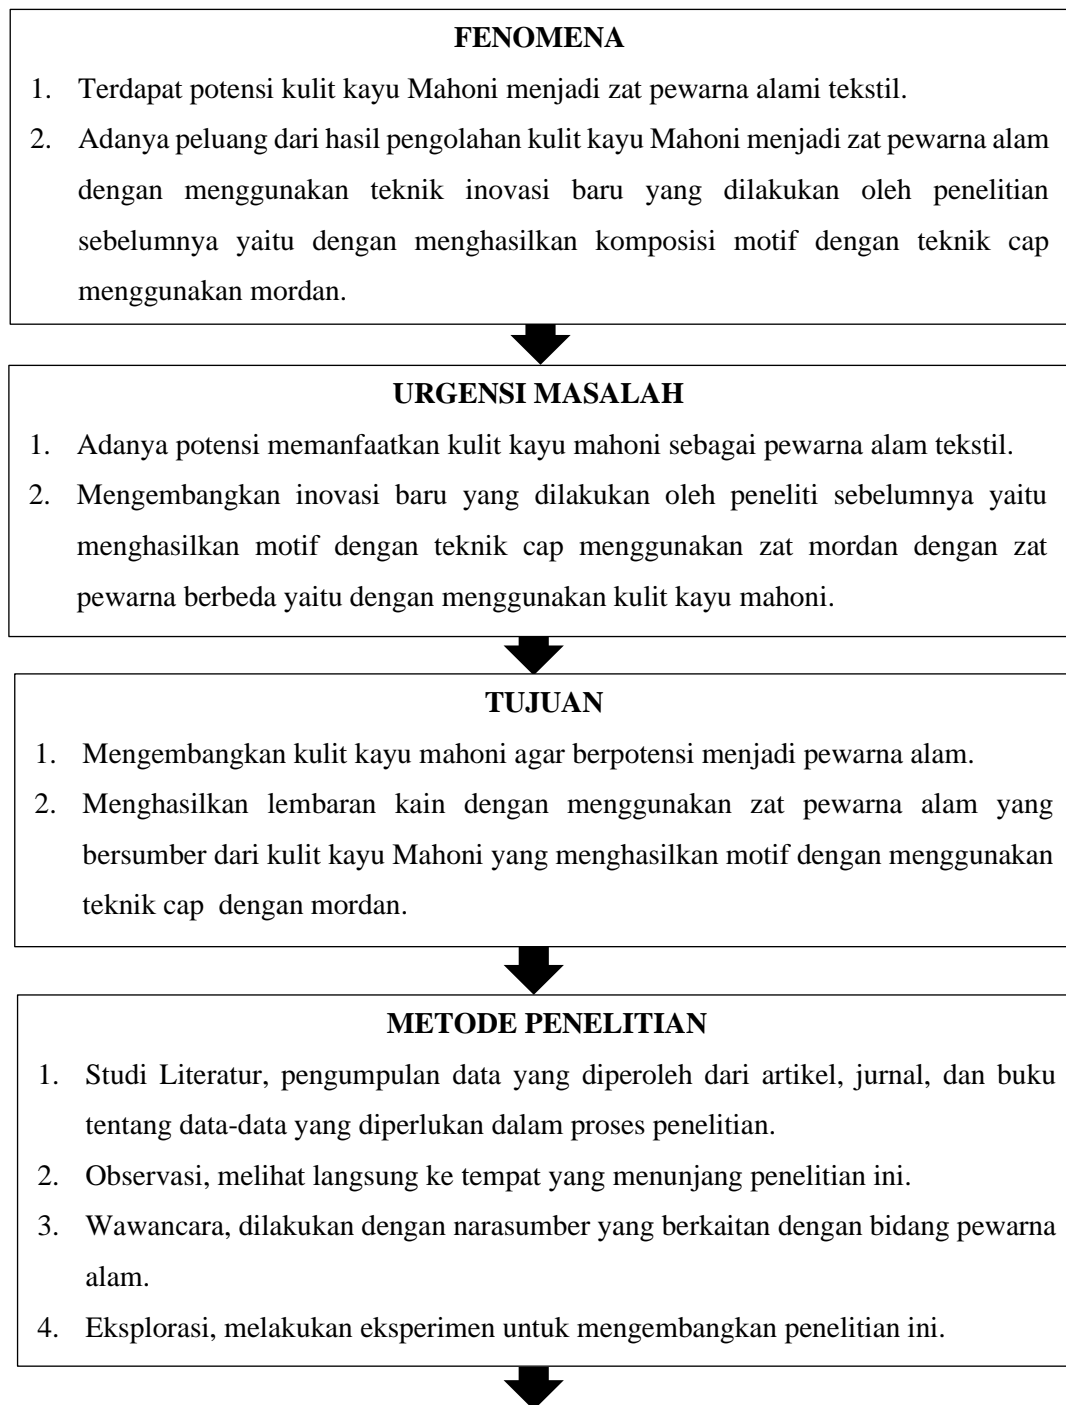 FENOMENA
1. Terdapat potensi kulit kayu Mahoni menjadi zat pewarna alami tekstil.
2. Adanya peluang dari hasil pengolahan kulit kayu Mahoni menjadi zat pewarna alam
dengan menggunakan teknik inovasi baru yang dilakukan oleh penelitian
sebelumnya yaitu dengan menghasilkan komposisi motif dengan teknik cap
menggunakan mordan.
URGENSI MASALAH
1. Adanya potensi memanfaatkan kulit kayu mahoni sebagai pewarna alam tekstil.
2. Mengembangkan inovasi baru yang dilakukan oleh peneliti sebelumnya yaitu
menghasilkan motif dengan teknik cap menggunakan zat mordan dengan zat
pewarna berbeda yaitu dengan menggunakan kulit kayu mahoni.
TUJUAN
1. Mengembangkan kulit kayu mahoni agar berpotensi menjadi pewarna alam.
2. Menghasilkan lembaran kain dengan menggunakan zat pewarna alam yang
bersumber dari kulit kayu Mahoni yang menghasilkan motif dengan menggunakan
teknik cap dengan mordan.
METODE PENELITIAN
1. Studi Literatur, pengumpulan data yang diperoleh dari artikel, jurnal, dan buku
tentang data-data yang diperlukan dalam proses penelitian.
2. Observasi, melihat langsung ke tempat yang menunjang penelitian ini.
3. Wawancara, dilakukan dengan narasumber yang berkaitan dengan bidang pewarna
alam.
4. Eksplorasi, melakukan eksperimen untuk mengembangkan penelitian ini.